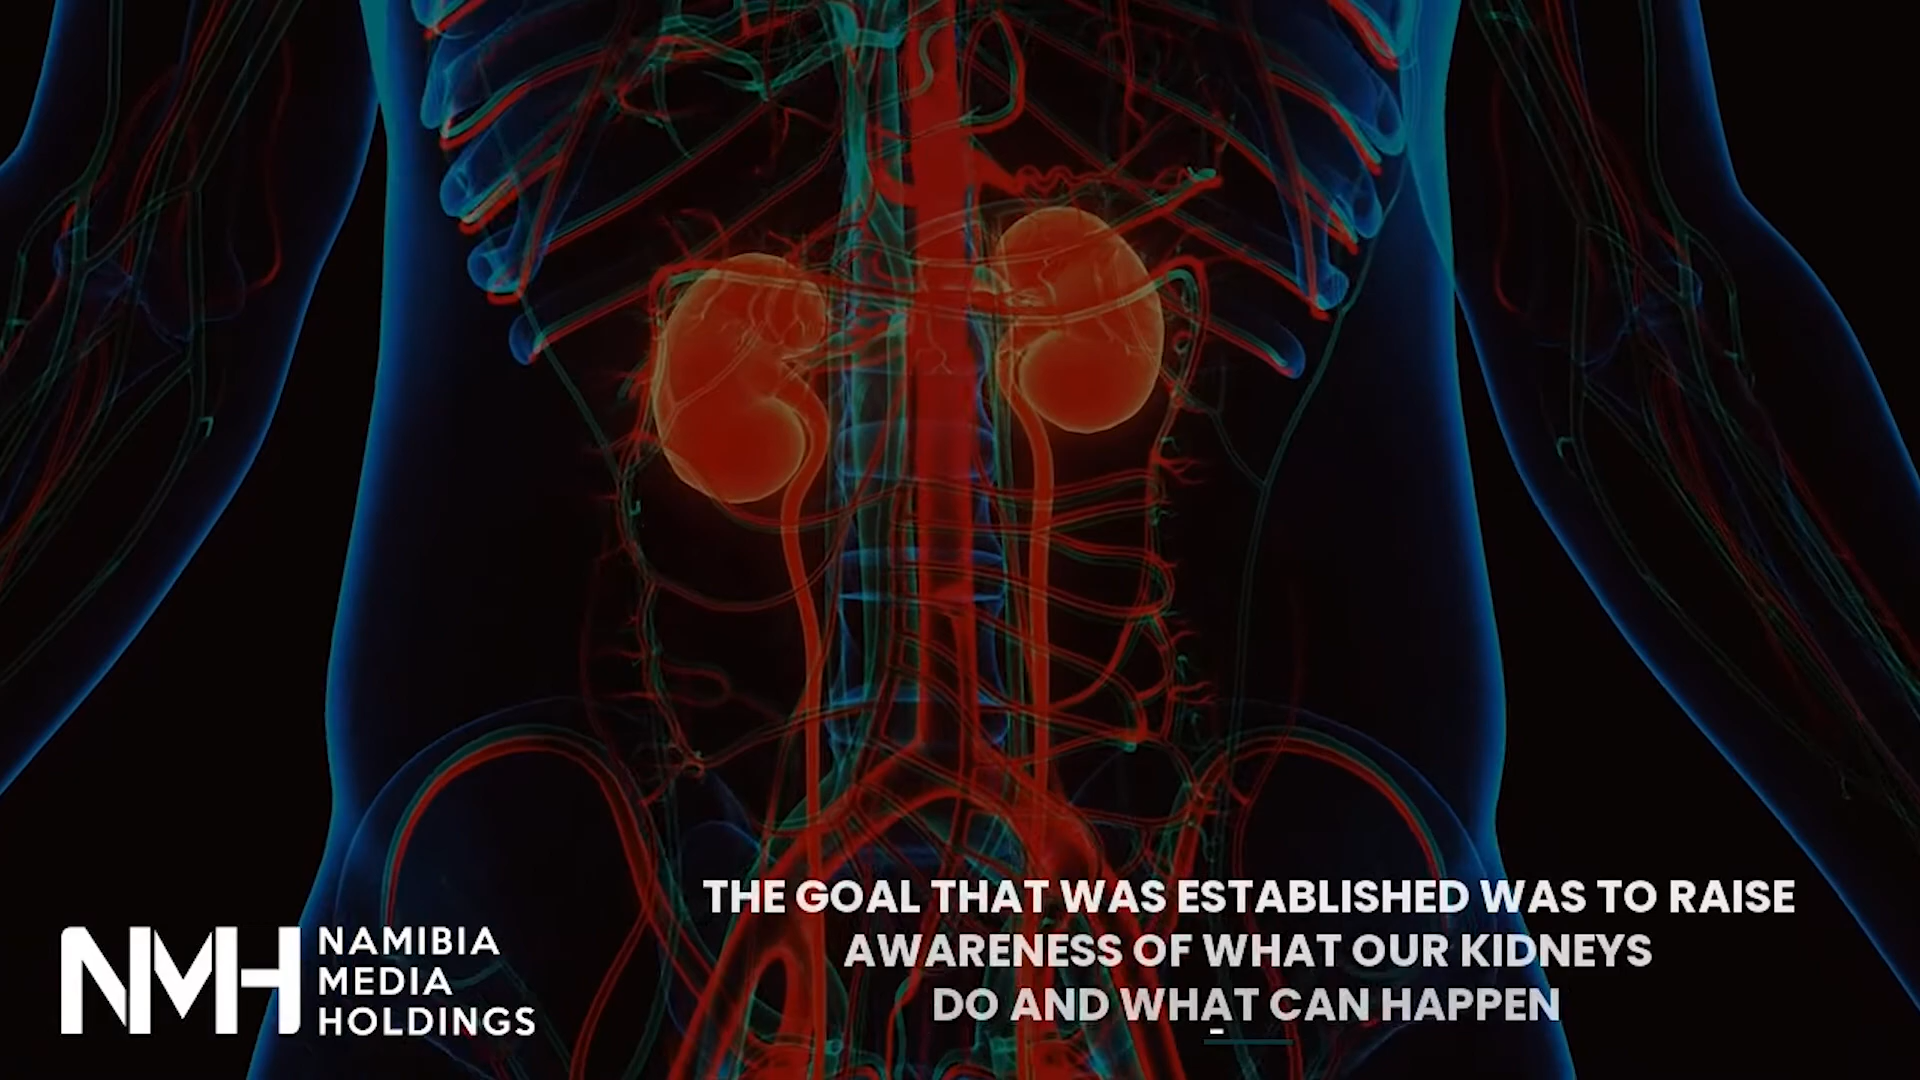 THE GOAL THAT WAS ESTABLISHED WAS TO RAISE
AWARENESS OF WHAT OUR KIDNEYS
DO AND WHAT CAN HAPPEN
NMH
NAMIBIA
MEDIA
HOLDINGS